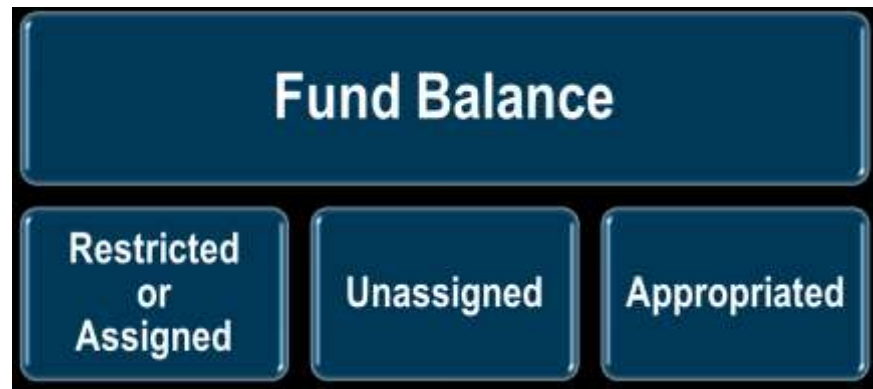 Fund Balance
Restricted
or
Assigned
Unassigned
Appropriated